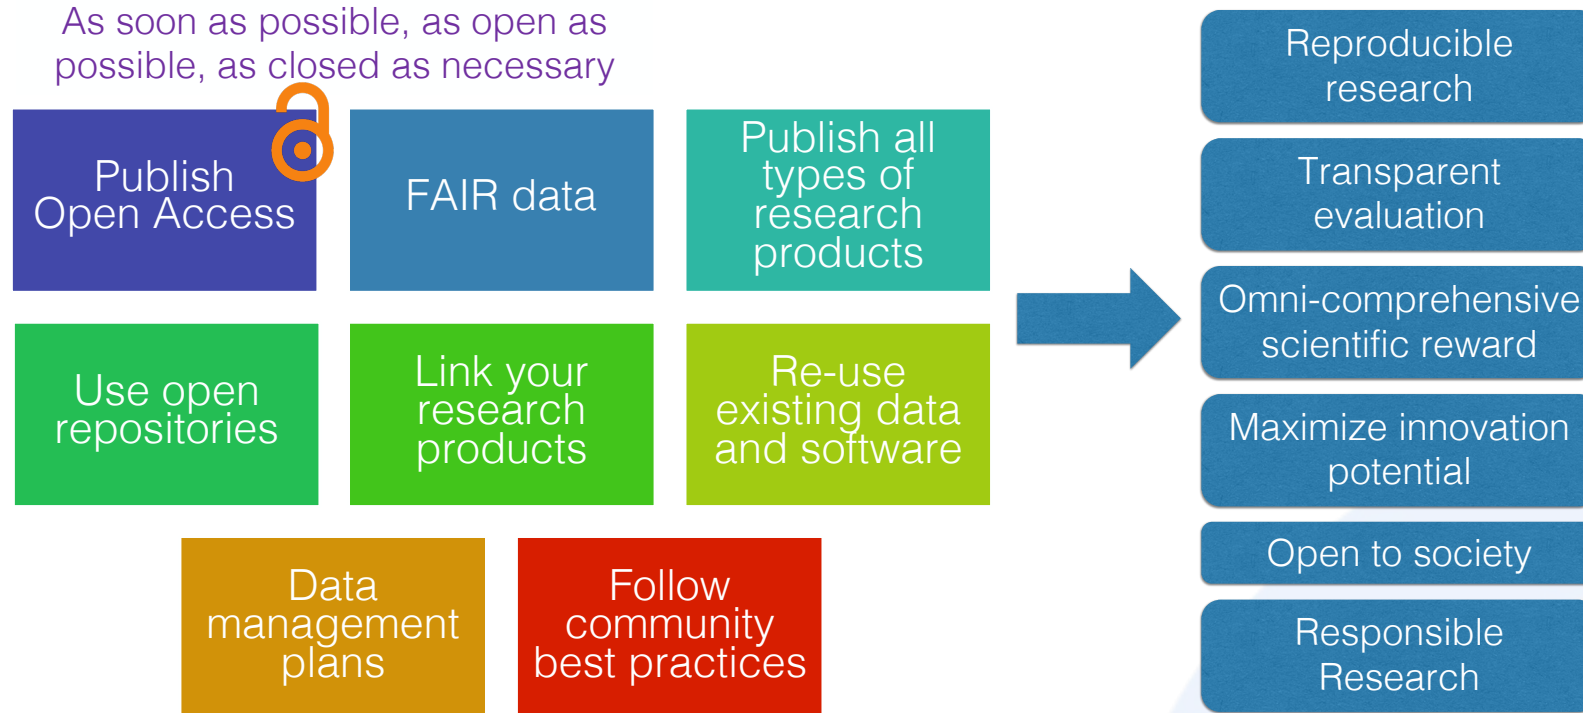 As soon as possible, as open as
possible, as closed as necessary
Publish
Open Access
FAIR data
Publish all
types of
research
products
Use open
repositories
Link your
research
products
Re-use
existing data
and software
Data
management
plans
Follow
community
best practices
Reproducible
research
Transparent
evaluation
Omni-comprehensive
scientific reward
Maximize innovation
potential
Open to society
Responsible
Research